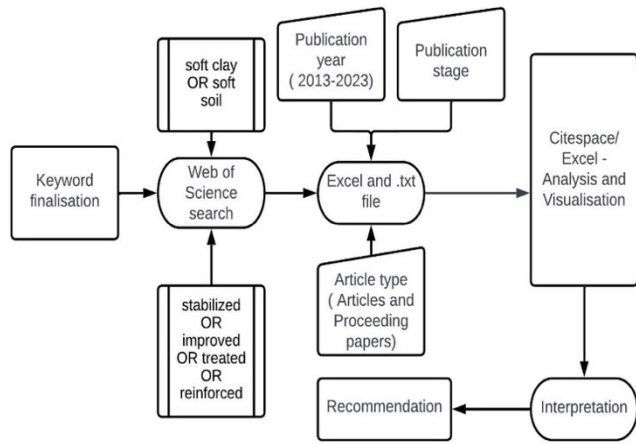 Keyword
finalisation
soft clay
OR soft
soil
Web of
Science
search
stabilized
OR
improved
OR treated
OR
reinforced
Publication
year
( 2013-2023)
Publication
stage
Excel and .txt
file
Article type
( Articles and
Proceeding
papers)
Citespace/
Excel -
Analysis and
Visualisation
Interpretation
Recommendation